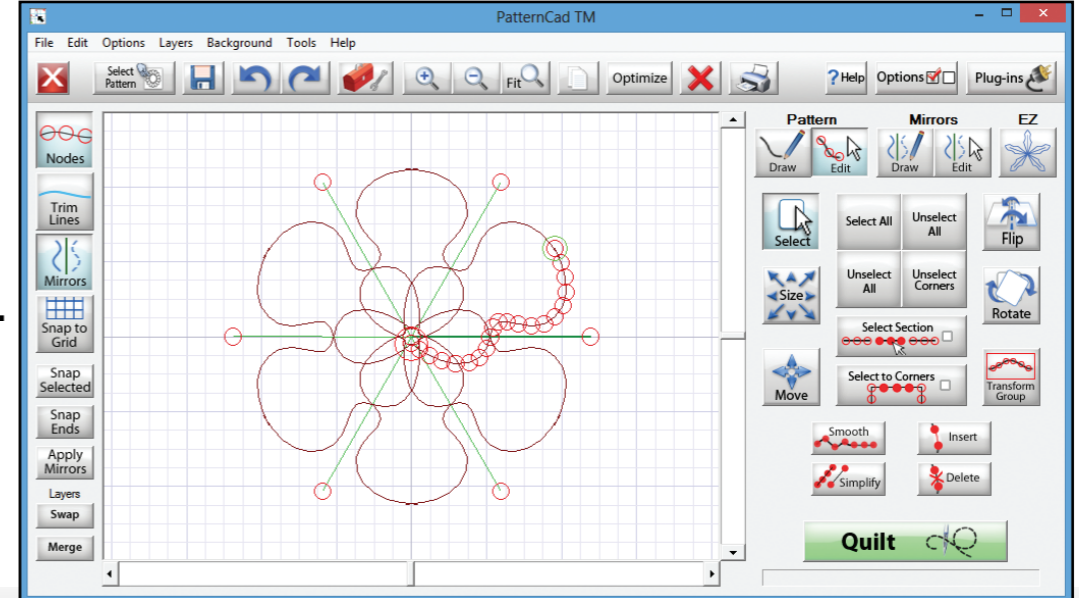 PatternCad TM
File Edit Options Layers Background Tools Help
Select
Pattern
Fit
Optimize
? Help
Options
Plug-ins
Nodes
Trim
Lines
Mirrors
Snap to
Grid
Snap
Selected
Snap
Ends
Apply
Mirrors
Layers
Swap
Merge
Pattern
Mirrors
EZ
Draw
Edit
Draw
Edit
Select
Select All
Unselect
All
Flip
Size
Unselect
All
Unselect
Corners
Rotate
Select Section
Move
Select to Corners
Transform
Group
Smooth
Insert
Simplify
Delete
Quilt